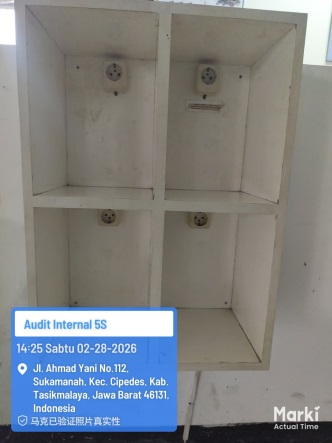 Audit Internal 5S
14:25 Sabtu 02-28-2026
Jl. Ahmad Yani No.112,
Sukamanah, Kec. Cipedes, Kab.
Tasikmalaya, Jawa Barat 46131,
Indonesia
马克已验证照片真实性
Marki
Actual Time